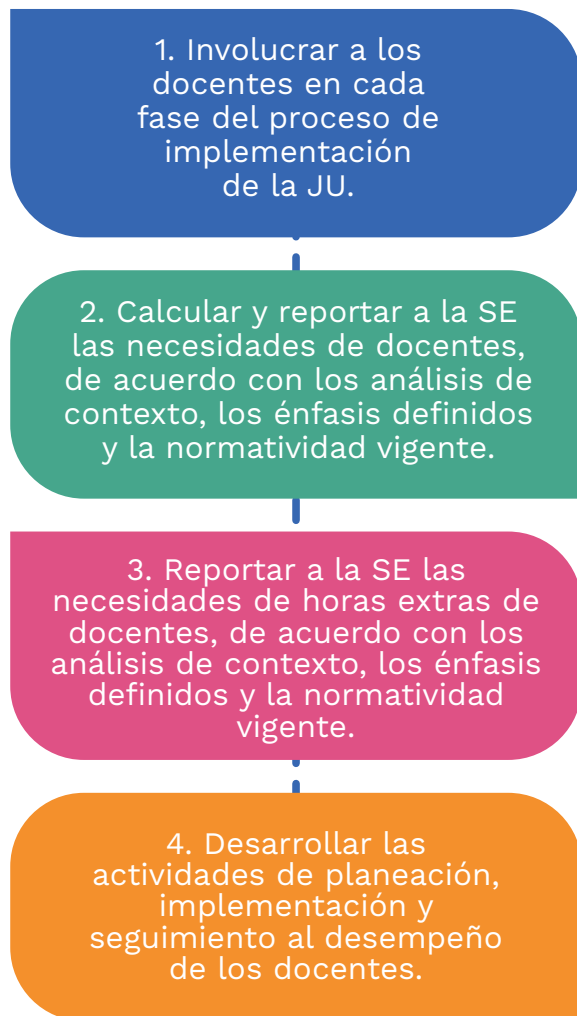 1. Involucrar a los
docentes en cada
fase del proceso de
implementación
de la JU.
2. Calcular y reportar a la SE
las necesidades de docentes,
de acuerdo con los análisis de
contexto, los énfasis definidos
y la normatividad vigente.
3. Reportar a la SE las
necesidades de horas extras de
docentes, de acuerdo con los
análisis de contexto, los énfasis
definidos y la normatividad
vigente.
4. Desarrollar las
actividades de planeación,
implementación y
seguimiento al desempeño
de los docentes.